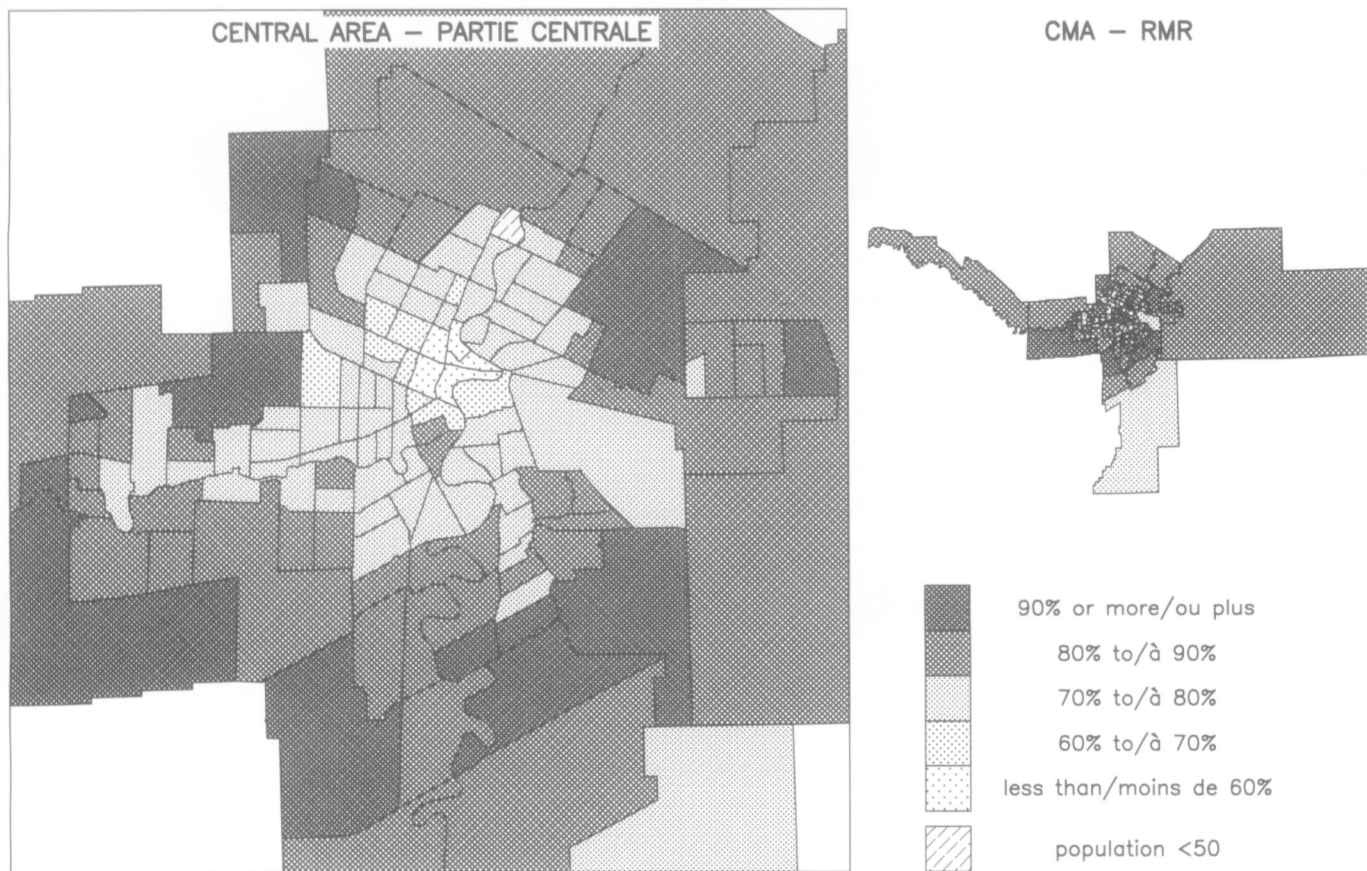 CENTRAL AREA – PARTIE CENTRALE
CMA – RMR
90% or more/ou plus
80% to/à 90%
70% to/à 80%
60% to/à 70%
less than/moins de 60%
population <50